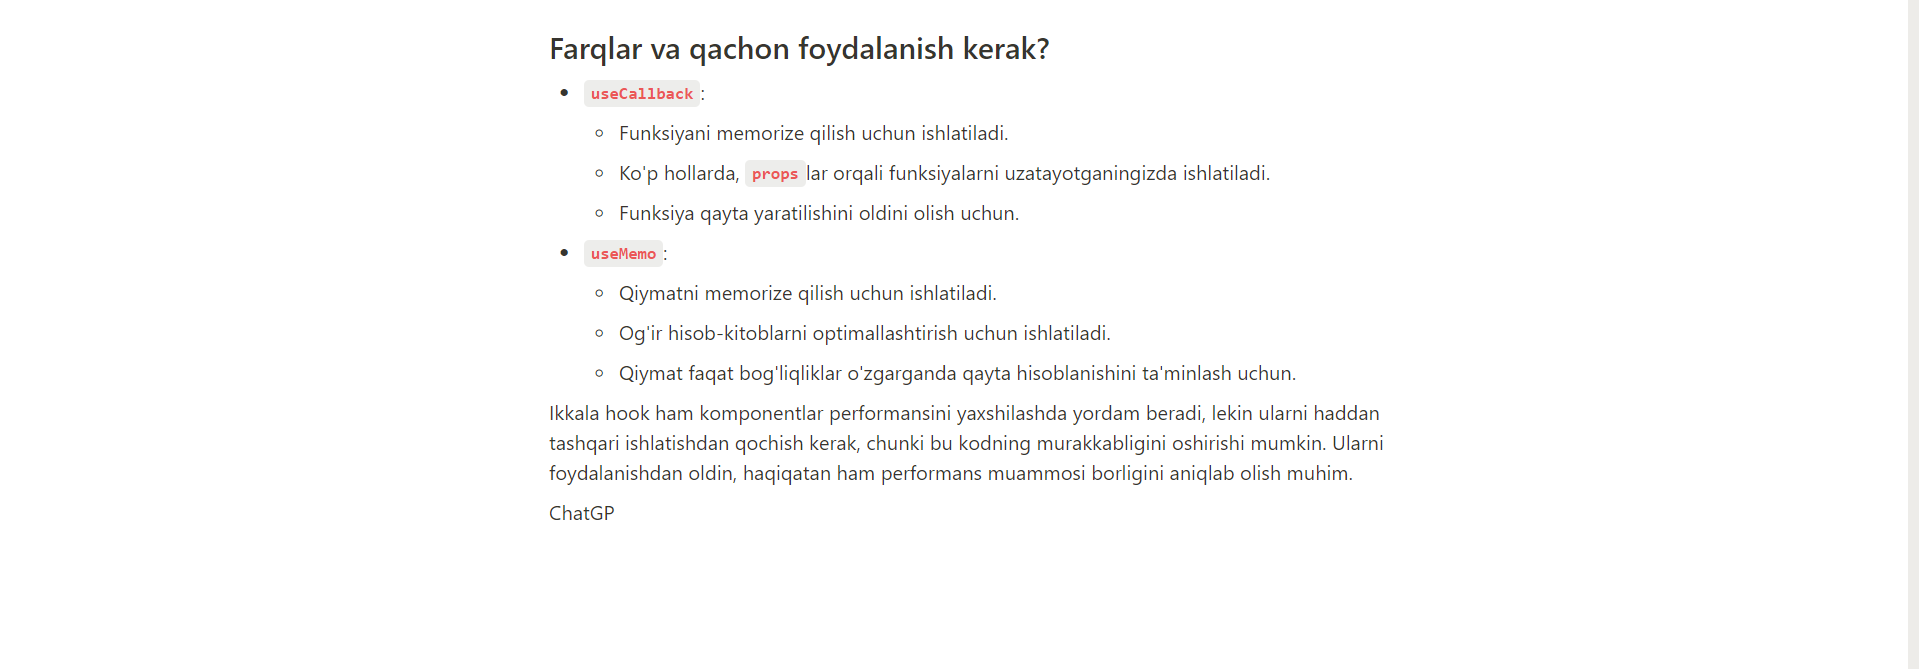 Farqlar va qachon foydalanish kerak?
useCallback:
Funksiyani memorize qilish uchun ishlatiladi.
Ko'p hollarda, propslar orqali funksiyalarni uzatayotganingizda ishlatiladi.
Funksiya qayta yaratilishini oldini olish uchun.
useMemo:
Qiymatni memorize qilish uchun ishlatiladi.
Og'ir hisob-kitoblarni optimallashtirish uchun ishlatiladi.
Qiymat faqat bog'liqliklar o'zgarganda qayta hisoblanishini ta'minlash uchun.
Ikkala hook ham komponentlar performansini yaxshilashda yordam beradi, lekin ularni haddan
tashqari ishlatishdan qochish kerak, chunki bu kodning murakkabligini oshirishi mumkin. Ularni
foydalanishdan oldin, haqiqatan ham performans muammosi borligini aniqlab olish muhim.
ChatGP